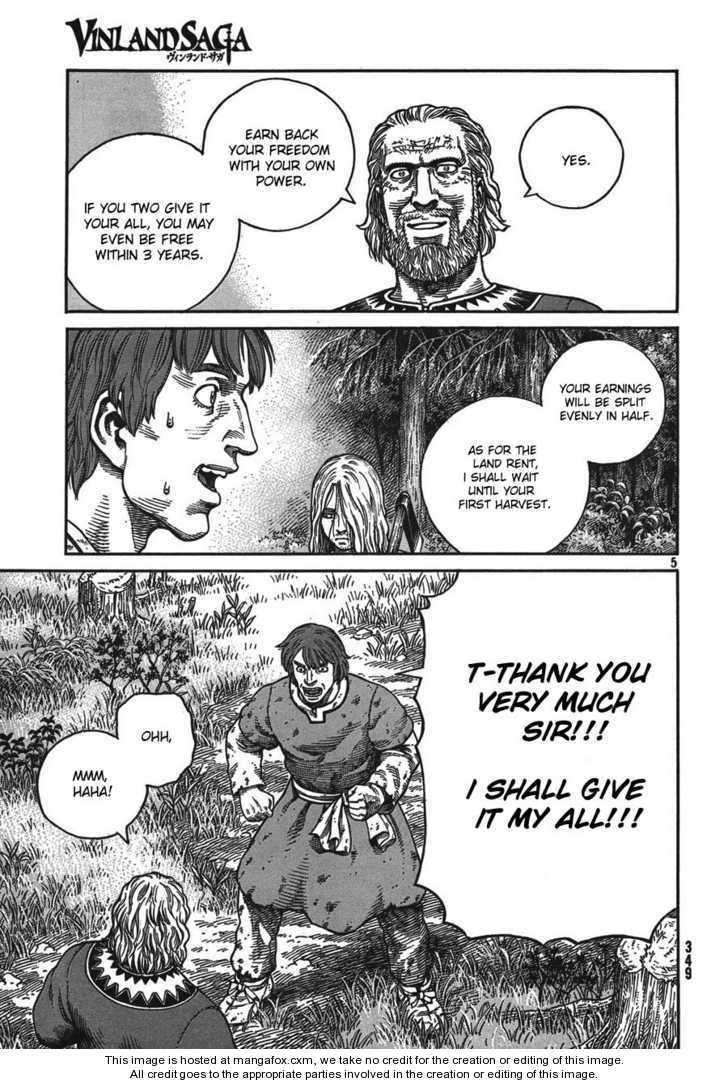 VINLAND SAGA
ヴィンランド・サガ
YES.
EARN BACK
YOUR FREEDOM
WITH YOUR OWN
POWER.
IF YOU TWO GIVE IT
YOUR ALL, YOU MAY
EVEN BE FREE
WITHIN 3 YEARS.
YOUR EARNINGS
WILL BE SPLIT
EVENLY IN HALF.
AS FOR THE
LAND RENT,
I SHALL WAIT
UNTIL YOUR
FIRST HARVEST.
5
T-THANK YOU
VERY MUCH
SIR!!!
I SHALL GIVE
IT MY ALL!!!
OHH,
MMM,
HAHA!
349
This image is hosted at mangafox.cxm, we take no credit for the creation or editing of this image.
All credit goes to the appropriate parties involved in the creation or editing of this image.